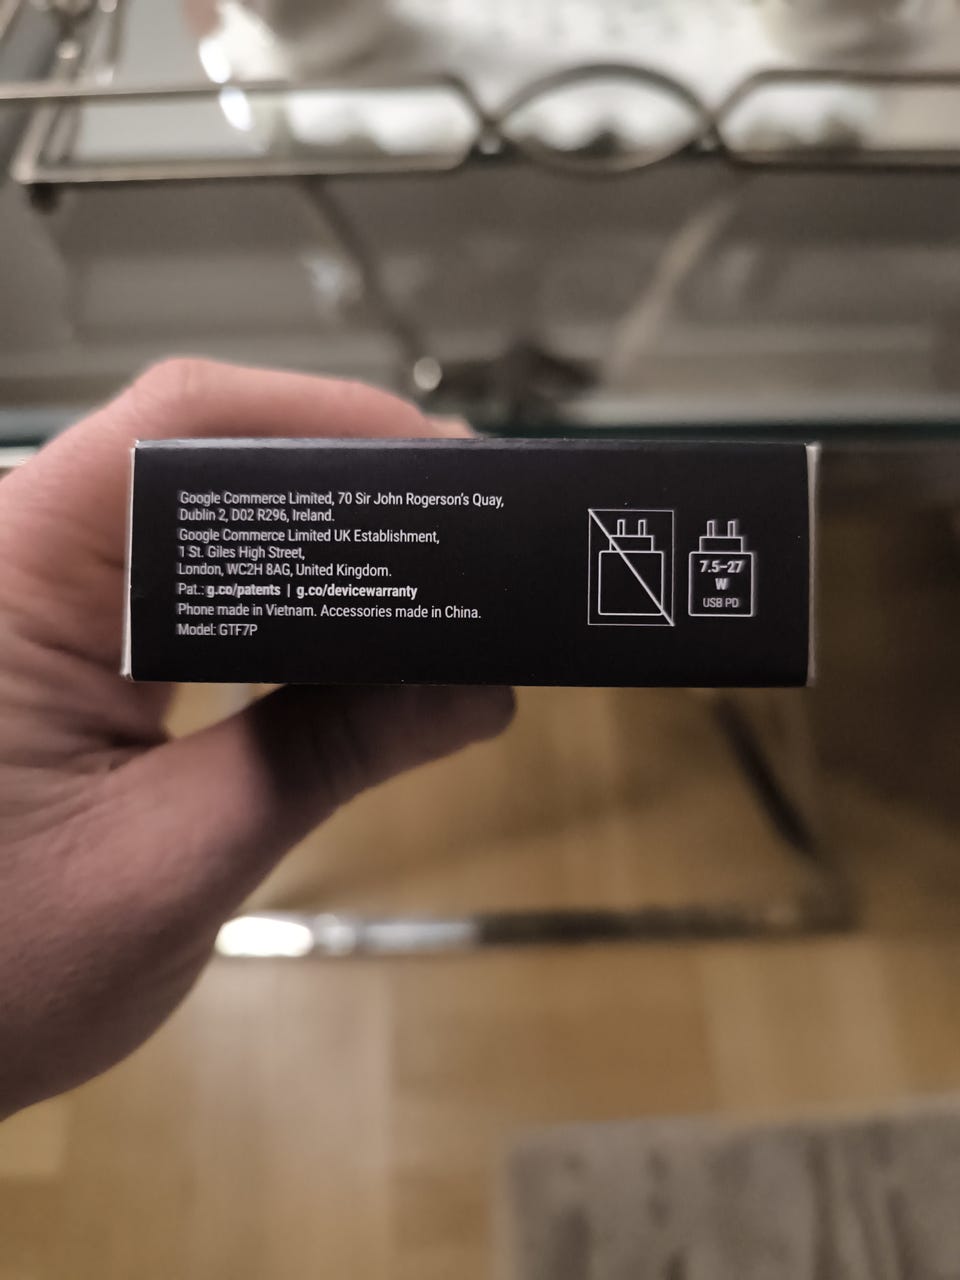 Google Commerce Limited, 70 Sir John Rogerson's Quay,
Dublin 2, D02 R296, Ireland.
Google Commerce Limited UK Establishment,
1 St. Giles High Street,
London, WC2H 8AG, United Kingdom.
Pat.: g.co/patents | g.co/devicewarranty
Phone made in Vietnam. Accessories made in China.
Model: GTF7P
7.5–27
W
USB PD